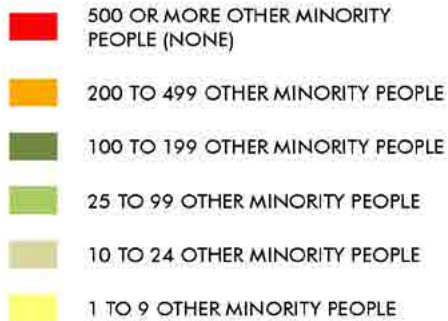 500 OR MORE OTHER MINORITY
PEOPLE (NONE)
200 TO 499 OTHER MINORITY PEOPLE
100 TO 199 OTHER MINORITY PEOPLE
25 TO 99 OTHER MINORITY PEOPLE
10 TO 24 OTHER MINORITY PEOPLE
1 TO 9 OTHER MINORITY PEOPLE